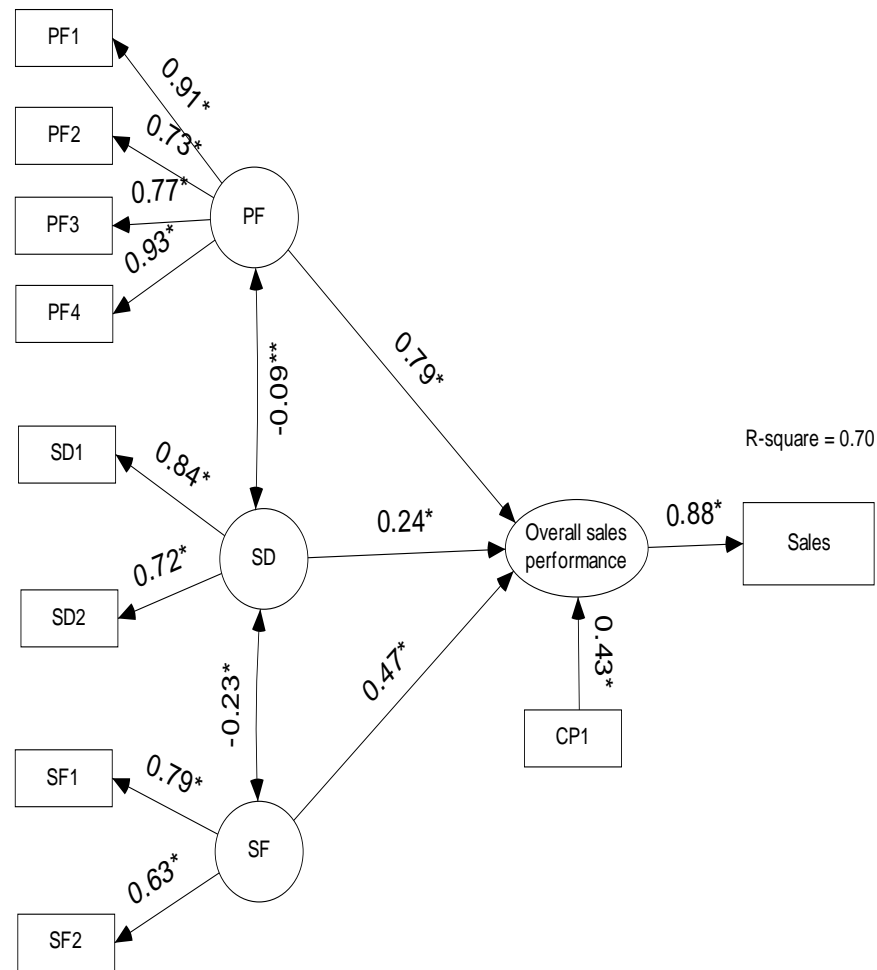 PF1
0.91*
PF2
0.73*
PF3
0.77*
PF
0.93*
PF4
-0.09**
0.79*
SD1
0.84*
R-square = 0.70
SD
0.24*
Overall sales
performance
0.88*
Sales
SD2
0.72*
-0.23*
0.47*
0.43*
CP1
SF1
0.79*
SF
0.63*
SF2